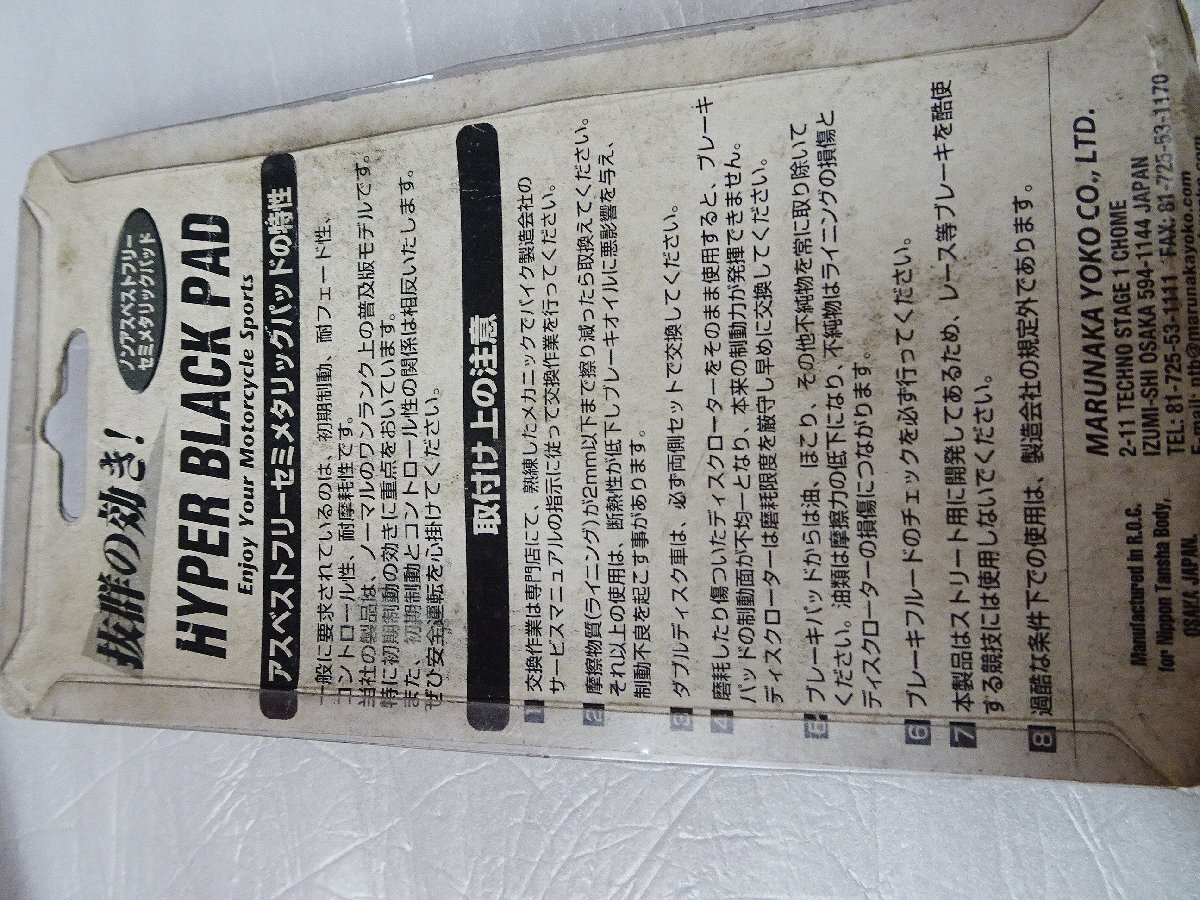 抜群の効き!
ノンアスベストフリー
セミメタリックパッド
HYPER BLACK PAD
Enjoy Your Motorcycle Sports
アスベストフリーセミメタリックパッドの特性
一般に要求されているのは、初期制動、耐フェード性、
コントロール性、耐摩耗性です。
当社の製品は、ノーマルのワンランク上の普及版モデルです。
特に初期制動の効きに重点をおいています。
また、初期制動とコントロール性の関係は相反いたします。
ぜひ安全運転を心掛けてください。
取付け上の注意
1 交換作業は専門店にて、熟練したメカニックでバイク製造会社の
サービスマニュアルの指示に従って交換作業を行ってください。
2 摩擦物質(ライニング)が2mm以下まで擦り減ったら取換えてください。
それ以上の使用は、断熱性が低下しブレーキオイルに悪影響を与え、
制動不良を起こす事があります。
3 ダブルディスク車は、必ず両側セットで交換してください。
4 磨耗したり傷ついたディスクローターをそのまま使用すると、ブレーキ
パッドの制動面が不均一となり、本来の制動力が発揮できません。
ディスクローターは磨耗限度を厳守し早めに交換してください。
5 ブレーキパッドからは油、ほこり、その他不純物を常に取り除いて
ください。油類は摩擦力の低下になり、不純物はライニングの損傷と
ディスクローターの損傷につながります。
6 ブレーキフルードのチェックを必ず行ってください。
7 本製品はストリート用に開発してあるため、レース等ブレーキを酷使
する競技には使用しないでください。
8 過酷な条件下での使用は、製造会社の規定外であります。
Manufactured in R.O.C.
for Nippon Tansha Body,
OSAKA JAPAN.
MARUNAKA YOKO CO., LTD.
2-11 TECHNO STAGE 1 CHOME
IZUMI-SHI OSAKA 594-1144 JAPAN
TEL: 81-725-53-1111 FAX: 81-725-53-1170